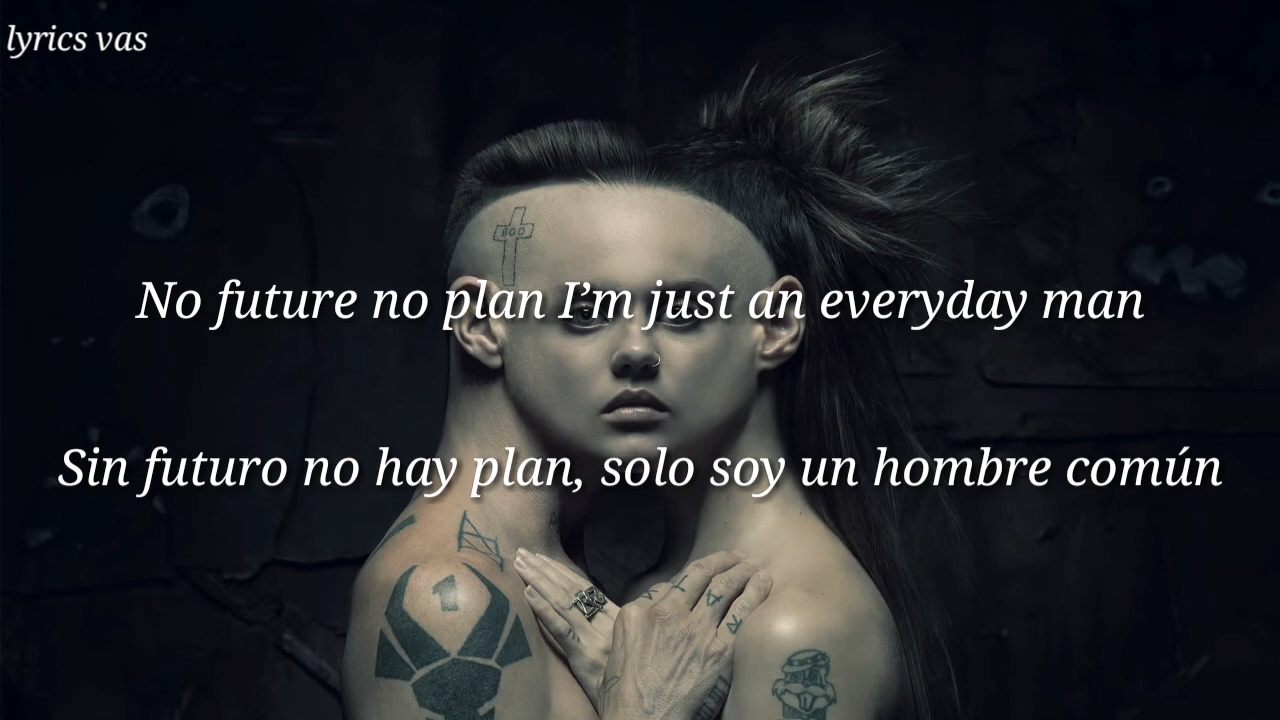 lyrics vas
BOO
No future no plan I’m just an everyday man
Sin futuro no hay plan, solo soy un hombre común
1